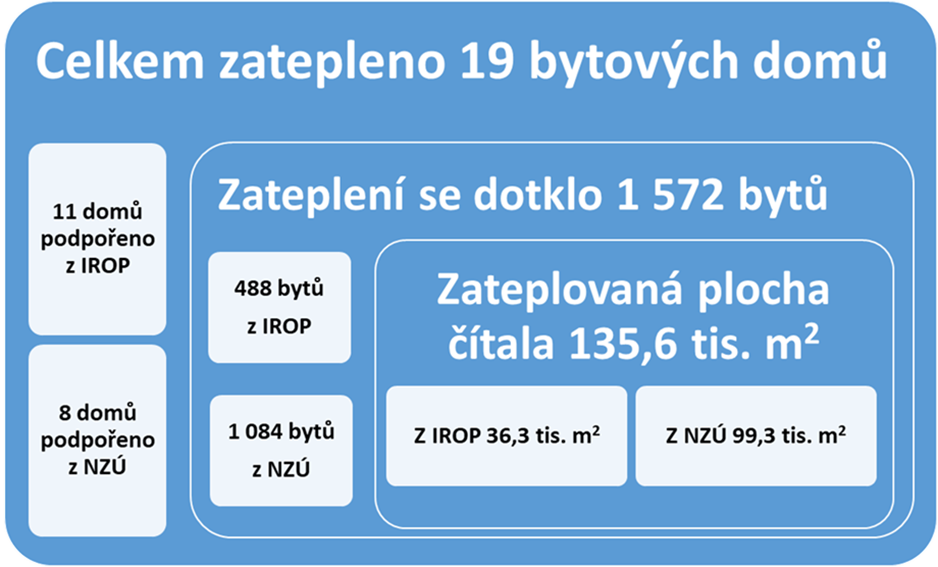 Celkem zatepleno 19 bytových domů
11 domů
podpořeno
z IROP
8 domů
podpořeno
z NZÚ
Zateplení se dotklo 1 572 bytů
488 bytů
z IROP
1 084 bytů
z NZÚ
Zateplovaná plocha
čítala 135,6 tis. m²
Z IROP 36,3 tis. m²
Z NZÚ 99,3 tis. m²